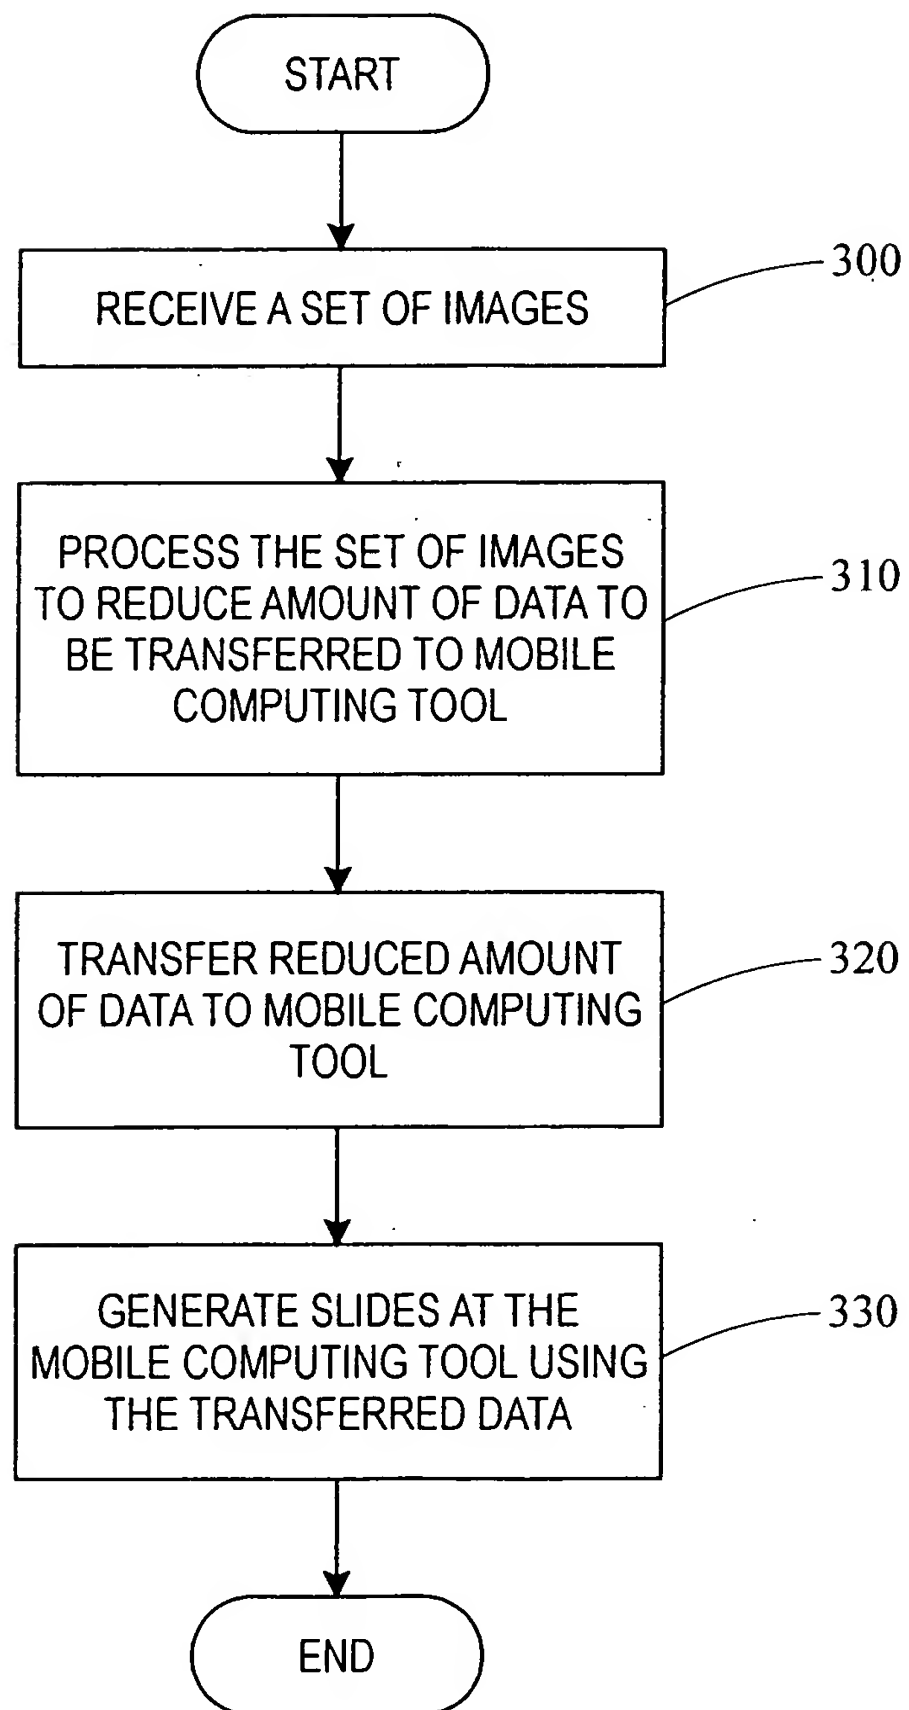 START
RECEIVE A SET OF IMAGES
300
PROCESS THE SET OF IMAGES
TO REDUCE AMOUNT OF DATA TO
BE TRANSFERRED TO MOBILE
COMPUTING TOOL
310
TRANSFER REDUCED AMOUNT
OF DATA TO MOBILE COMPUTING
TOOL
320
GENERATE SLIDES AT THE
MOBILE COMPUTING TOOL USING
THE TRANSFERRED DATA
330
END